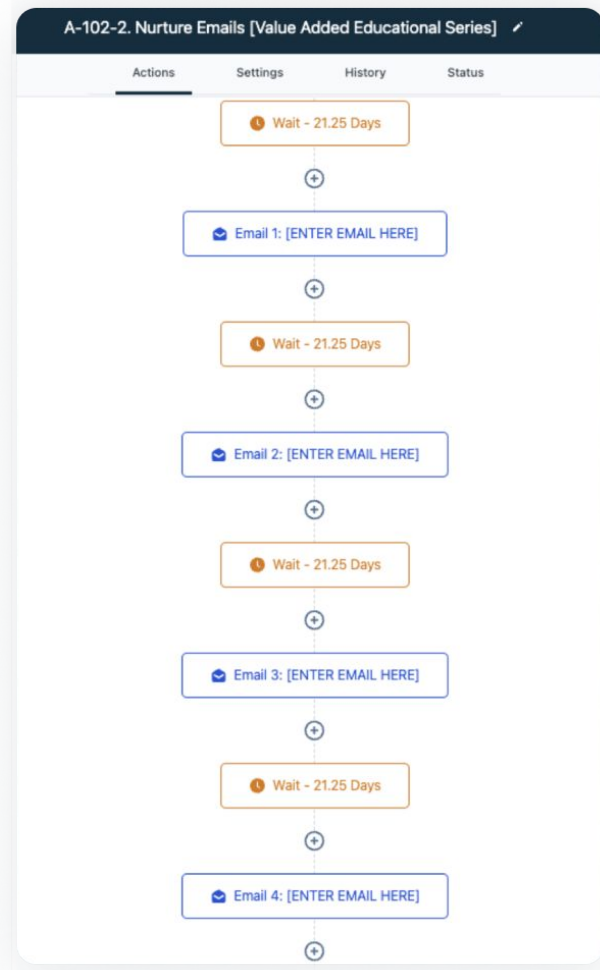 A-102-2. Nurture Emails [Value Added Educational Series]
Actions Settings History Status
Wait - 21.25 Days
Email 1: [ENTER EMAIL HERE]
Wait - 21.25 Days
Email 2: [ENTER EMAIL HERE]
Wait - 21.25 Days
Email 3: [ENTER EMAIL HERE]
Wait - 21.25 Days
Email 4: [ENTER EMAIL HERE]